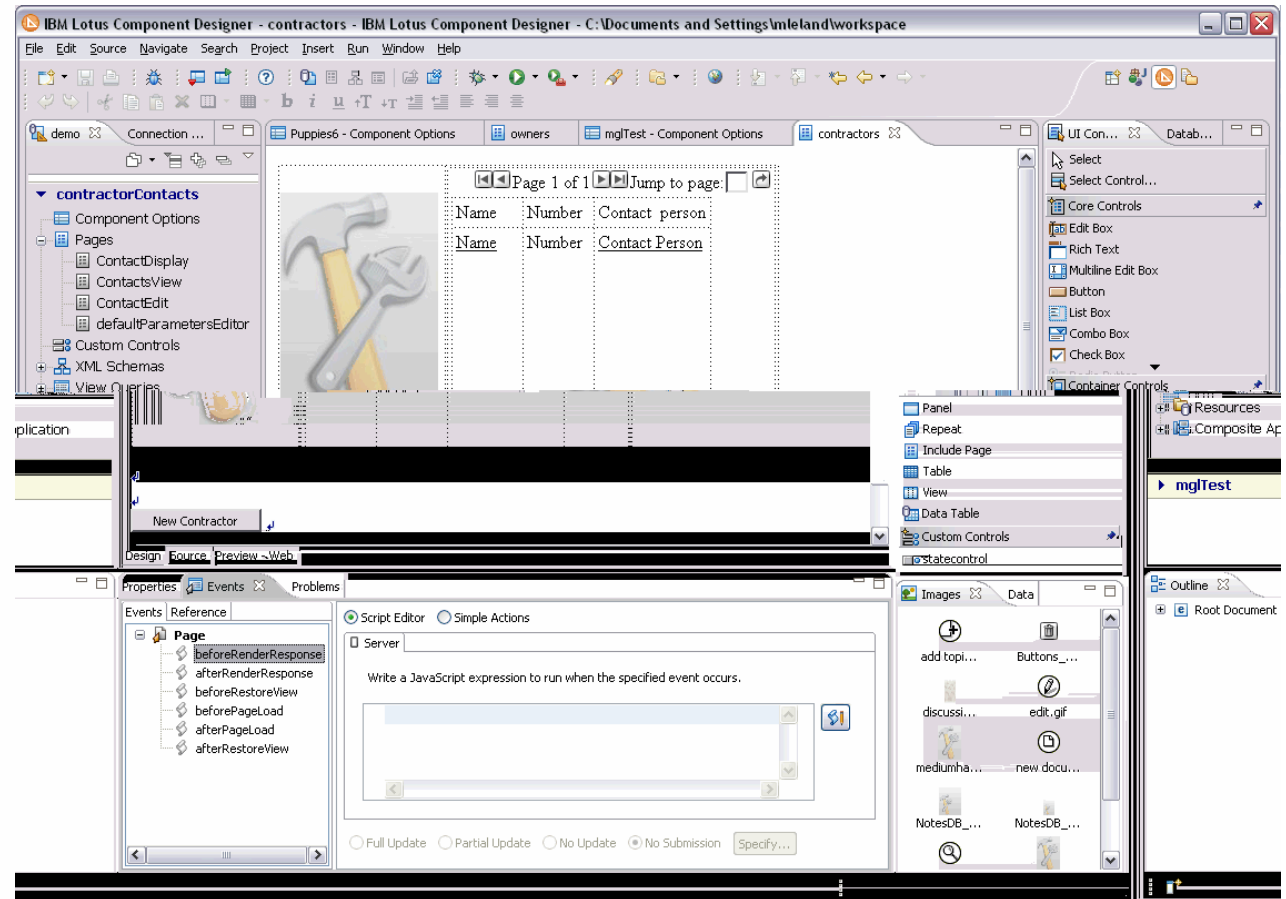 IBM Lotus Component Designer - contractors - IBM Lotus Component Designer - C:\Documents and Settings\mleland\workspace
File Edit Source Navigate Search Project Insert Run Window Help
b i u T T
demo Connection ...
Puppies6 - Component Options owners mglTest - Component Options contractors
UI Con... Datab...
contractorContacts
Component Options
Pages
ContactDisplay
ContactsView
ContactEdit
defaultParametersEditor
Custom Controls
XML Schemas
View Queries
Page 1 of 1 Jump to page:
Name Number Contact person
Name Number Contact Person
Select
Select Control...
Core Controls
Edit Box
Rich Text
Multiline Edit Box
Button
List Box
Combo Box
Check Box
Radio Button
Container Controls
plication
New Contractor
Design Source Preview - Web
Panel
Repeat
Include Page
Table
View
Data Table
Custom Controls
statecontrol
Resources
Composite Ap
mglTest
Properties Events Problems
Events Reference
Page
beforeRenderResponse
afterRenderResponse
beforeRestoreView
beforePageLoad
afterPageLoad
afterRestoreView
Script Editor Simple Actions
Server
Write a JavaScript expression to run when the specified event occurs.
Full Update Partial Update No Update No Submission Specify...
Images Data
add topi... Buttons_...
discussi... edit.gif
mediumha... new docu...
NotesDB_... NotesDB_...
Outline
Root Document